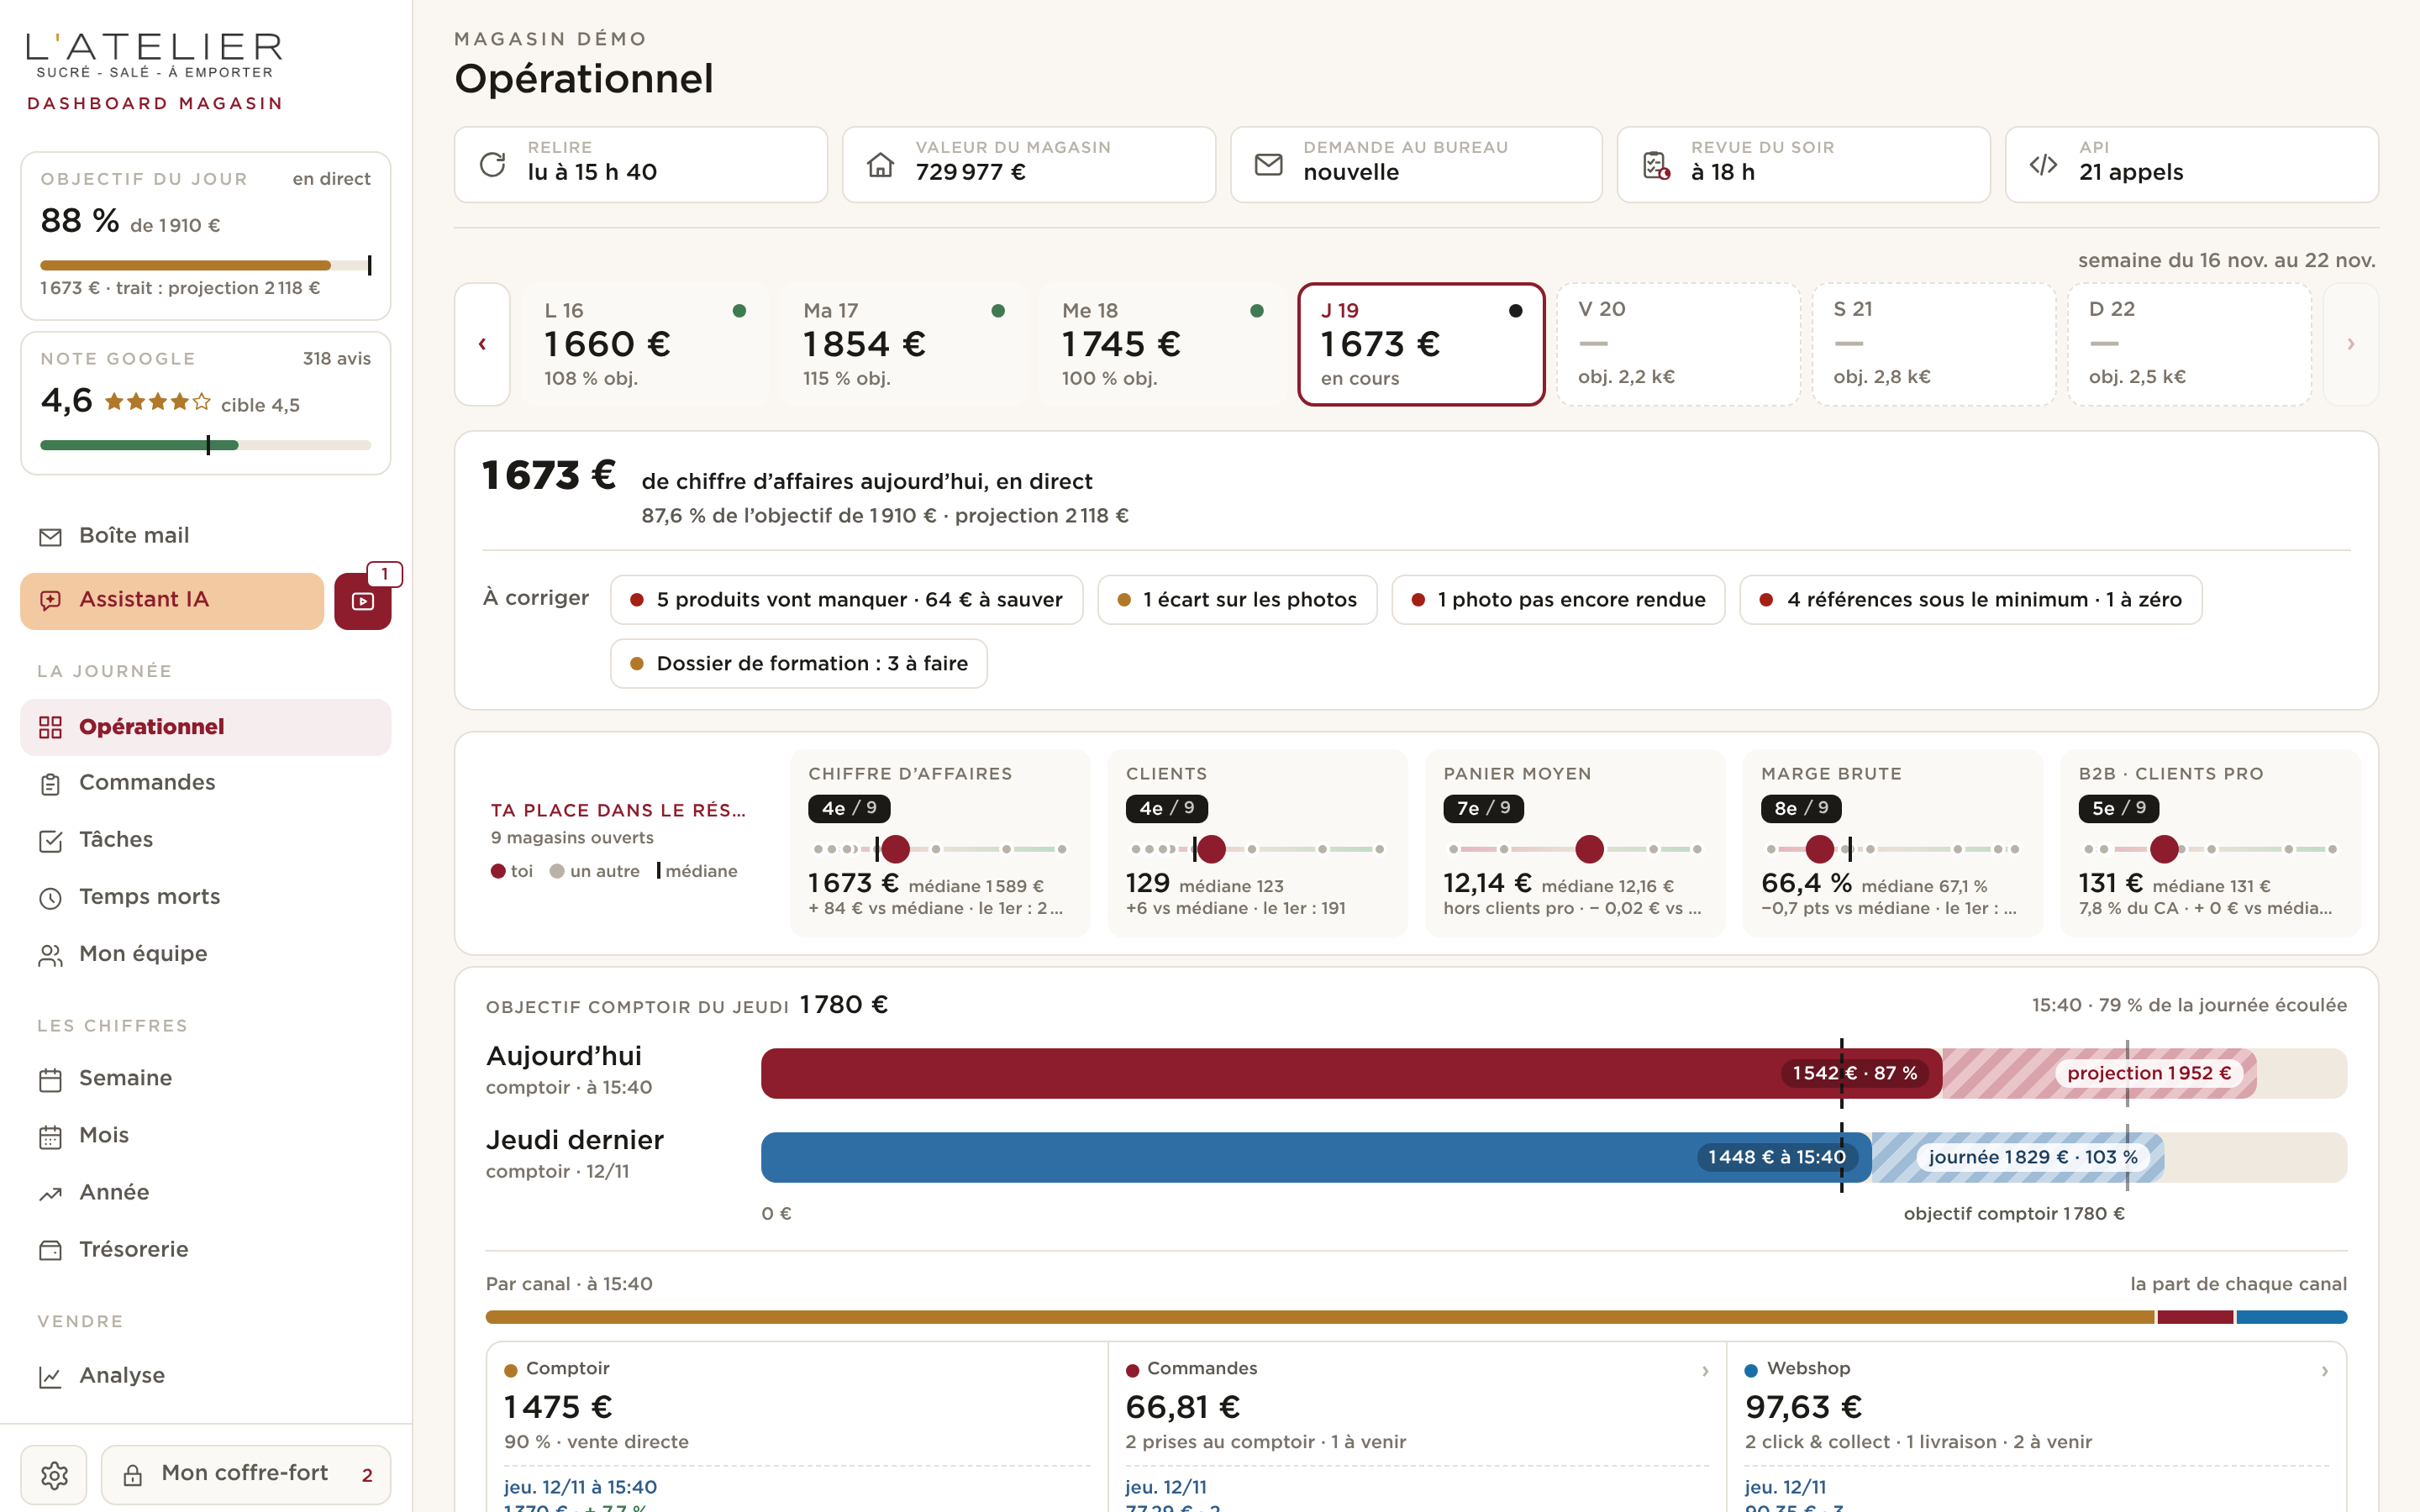 L'ATELIER
SUCRÉ - SALÉ - À EMPORTER
DASHBOARD MAGASIN
OBJECTIF DU JOUR en direct
88 % de 1 910 €
1 673 € · trait : projection 2 118 €
NOTE GOOGLE 318 avis
4,6 cible 4,5
Boîte mail
Assistant IA 1
LA JOURNÉE
Opérationnel
Commandes
Tâches
Temps morts
Mon équipe
LES CHIFFRES
Semaine
Mois
Année
Trésorerie
VENDRE
Analyse
Mon coffre-fort 2
MAGASIN DÉMO
Opérationnel
RELIRE
lu à 15 h 40
VALEUR DU MAGASIN
729 977 €
DEMANDE AU BUREAU
nouvelle
REVUE DU SOIR
à 18 h
API
21 appels
semaine du 16 nov. au 22 nov.
‹
L 16
1 660 €
108 % obj.
Ma 17
1 854 €
115 % obj.
Me 18
1 745 €
100 % obj.
J 19
1 673 €
en cours
V 20
—
obj. 2,2 k€
S 21
—
obj. 2,8 k€
D 22
—
obj. 2,5 k€
›
1 673 € de chiffre d’affaires aujourd’hui, en direct
87,6 % de l’objectif de 1 910 € · projection 2 118 €
À corriger
5 produits vont manquer · 64 € à sauver
1 écart sur les photos
1 photo pas encore rendue
4 références sous le minimum · 1 à zéro
Dossier de formation : 3 à faire
TA PLACE DANS LE RÉS…
9 magasins ouverts
toi un autre médiane
CHIFFRE D’AFFAIRES
4e / 9
1 673 € médiane 1 589 €
+ 84 € vs médiane · le 1er : 2…
CLIENTS
4e / 9
129 médiane 123
+6 vs médiane · le 1er : 191
PANIER MOYEN
7e / 9
12,14 € médiane 12,16 €
hors clients pro · − 0,02 € vs …
MARGE BRUTE
8e / 9
66,4 % médiane 67,1 %
−0,7 pts vs médiane · le 1er : …
B2B · CLIENTS PRO
5e / 9
131 € médiane 131 €
7,8 % du CA · + 0 € vs média…
OBJECTIF COMPTOIR DU JEUDI 1 780 € 15:40 · 79 % de la journée écoulée
Aujourd’hui
comptoir · à 15:40
1 542 € · 87 % projection 1 952 €
Jeudi dernier
comptoir · 12/11
1 448 € à 15:40 journée 1 829 € · 103 %
0 € objectif comptoir 1 780 €
Par canal · à 15:40 la part de chaque canal
Comptoir
1 475 €
90 % · vente directe
jeu. 12/11 à 15:40
1 370 € · + 7,7 %
Commandes ›
66,81 €
2 prises au comptoir · 1 à venir
jeu. 12/11
77,29 € · 2
Webshop ›
97,63 €
2 click & collect · 1 livraison · 2 à venir
jeu. 12/11
90,35 € · 3